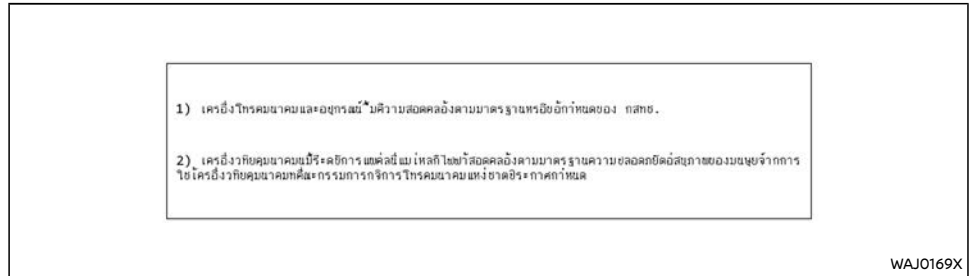 1) เครอึ่งโทรคมนาคมและอปุกรณน์ ี้มคีวามสอดคลอ้งตามมาตรฐานหรอืขอ้กำหนดของ กสทช.
2) เครอึ่งวทิยคุมนาคมนมี้รีะดบัการแผค่ลนี่แมเ่หลก็ไฟฟา้สอดคลอ้งตามมาตรฐานความปลอดภยัตอ่สขุภาพของมนษุยจ์ากการ
ใชเ้ครอึ่งวทิยคุมนาคมทคี่ณะกรรมการกจิการโทรคมนาคมแหง่ชาตปิระกาศกำหนด
WAJ0169X